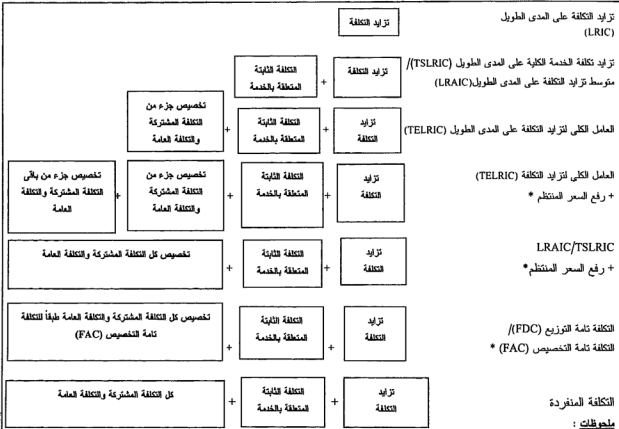 تزايد التكلفة على المدى الطويل
(LRIC)
تزايد التكلفة
تزايد تكلفة الخدمة الكلية على المدى الطويل (TSLRIC)/
متوسط تزايد التكلفة على المدى الطويل(LRAIC)
تزايد التكلفة
+
التكلفة الثابتة
المتعلقة بالخدمة
العامل الكلى لتزايد التكلفة على المدى الطويل (TELRIC)
تزايد
التكلفة
+
التكلفة الثابتة
المتعلقة بالخدمة
+
تخصيص جزء من
التكلفة المشتركة
والتكلفة العامة
العامل الكلى لتزايد التكلفة (TELRIC)
+ رفع السعر المنتظم *
تزايد
التكلفة
+
التكلفة الثابتة
المتعلقة بالخدمة
+
تخصيص جزء من
التكلفة المشتركة
والتكلفة العامة
+
تخصيص جزء من باقى
التكلفة المشتركة والتكلفة
العامة
LRAIC/TSLRIC
+ رفع السعر المنتظم*
تزايد
التكلفة
+
التكلفة الثابتة
المتعلقة بالخدمة
+
تخصيص كل التكلفة المشتركة والتكلفة العامة
التكلفة تامة التوزيع (FDC)/
التكلفة تامة التخصيص (FAC) *
تزايد
التكلفة
+
التكلفة الثابتة
المتعلقة بالخدمة
+
تخصيص كل التكلفة المشتركة والتكلفة العامة طبقاً للتكلفة
تامة التخصيص (FAC)
التكلفة المنفردة
تزايد
التكلفة
+
التكلفة الثابتة
المتعلقة بالخدمة
+
كل التكلفة المشتركة والتكلفة العامة
ملحوظات :